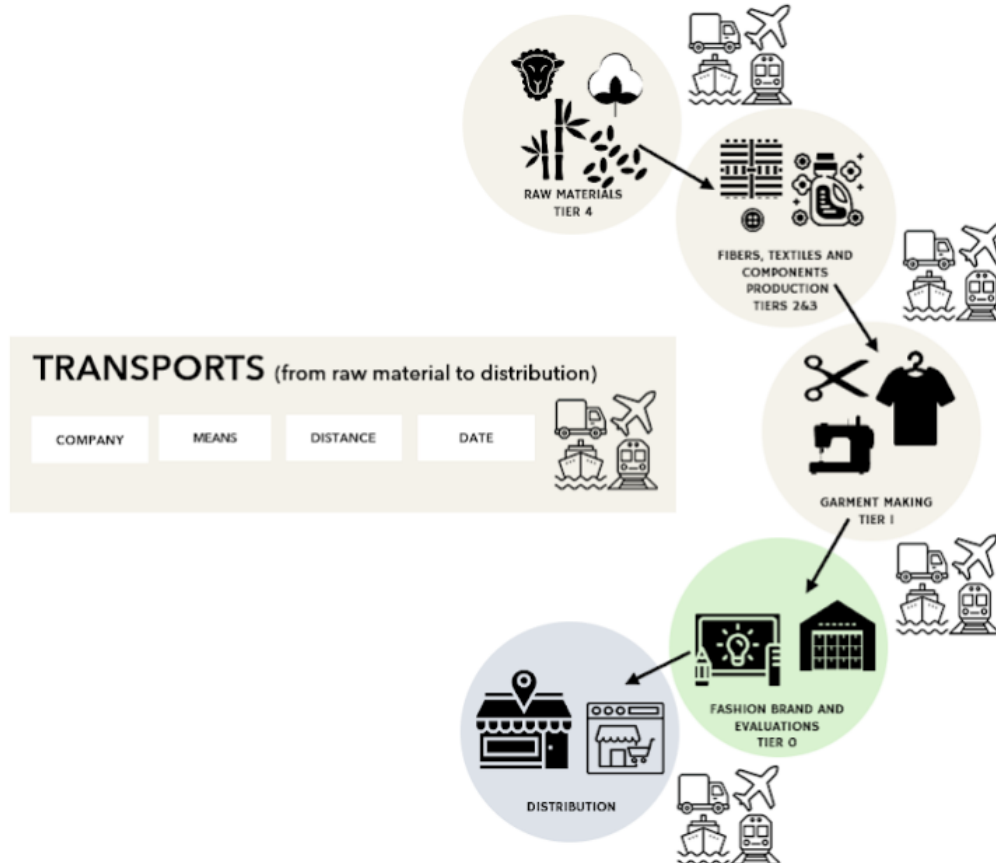 RAW MATERIALS
TIER 4
FIBERS, TEXTILES AND
COMPONENTS
PRODUCTION
TIERS 2&3
TRANSPORTS (from raw material to distribution)
COMPANY
MEANS
DISTANCE
DATE
GARMENT MAKING
TIER I
FASHION BRAND AND
EVALUATIONS
TIER 0
DISTRIBUTION